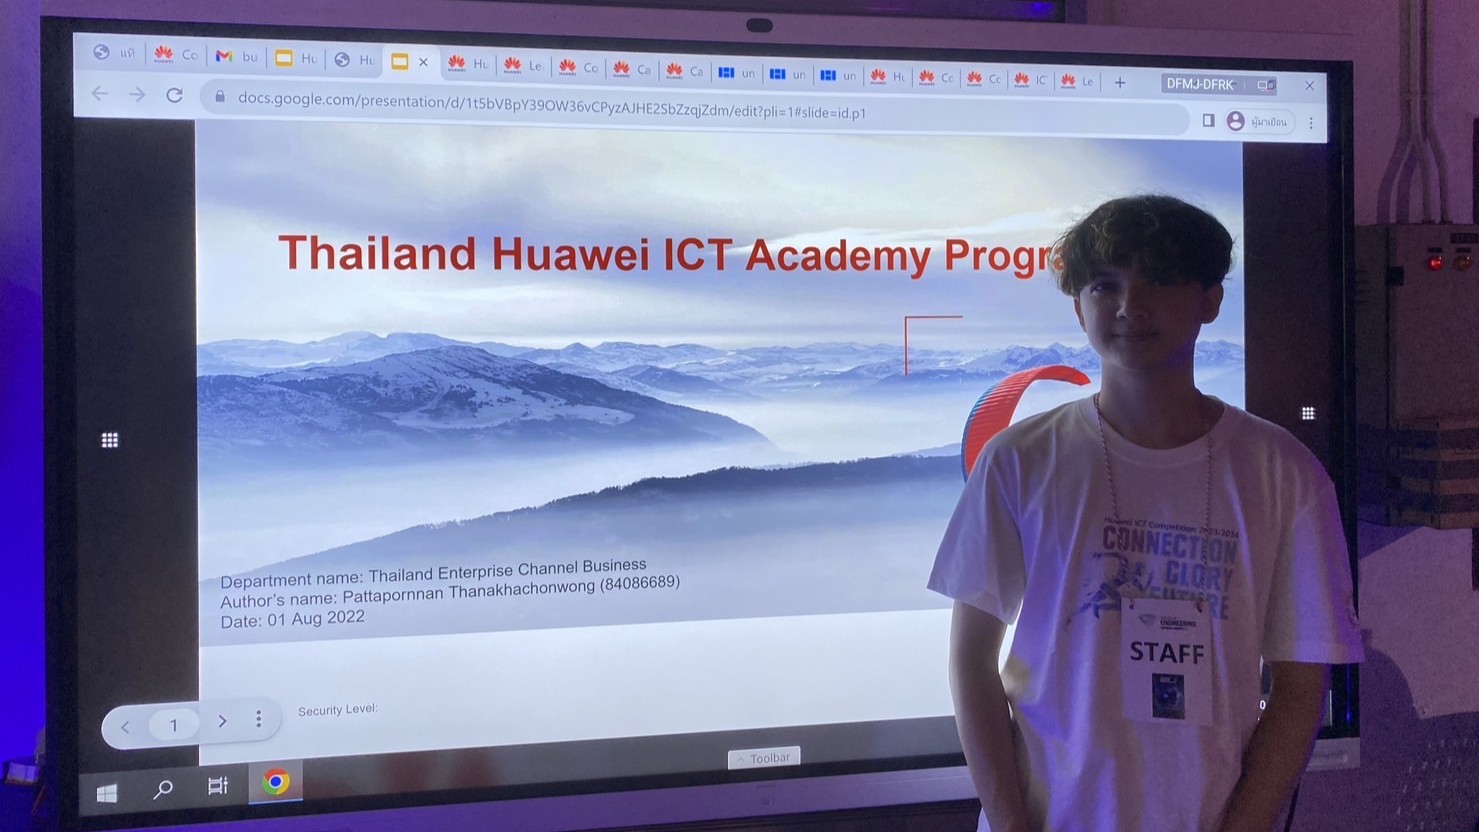 แท็
Co
bu
Hu
Hu
Hu
Le
Co
Ca
Ca
un
un
un
Hu
Co
Co
IC
Le
DFMJ-DFRK
docs.google.com/presentation/d/1t5bVBpY39OW36vCPyzAJHE2SbZzqjZdm/edit?pli=1#slide=id.p1
ผู้มาเยือน
Thailand Huawei ICT Academy Progra
Department name: Thailand Enterprise Channel Business
Author's name: Pattapornnan Thanakhachonwong (84086689)
Date: 01 Aug 2022
Security Level:
1
Toolbar
Huawei ICT Competition 2023-2024
CONNECTION
GLORY
FUTURE
ENGINEERING
STAFF